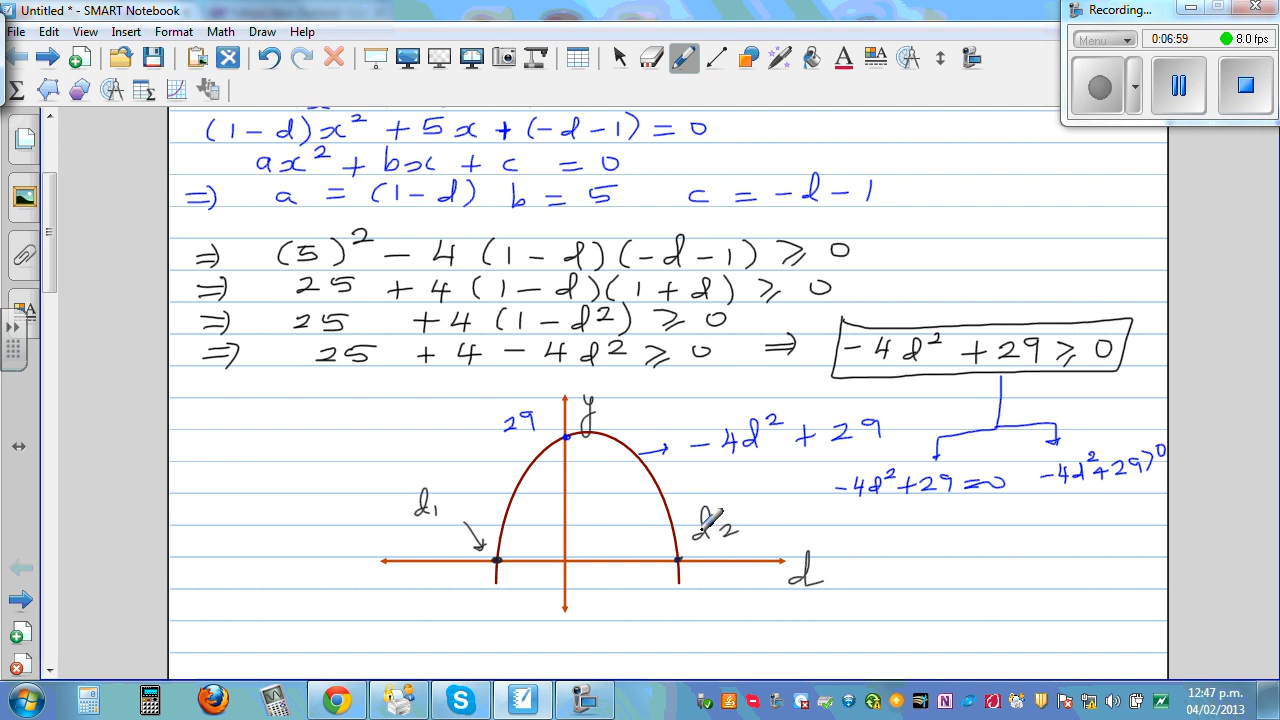 Untitled * - SMART Notebook
File Edit View Insert Format Math Draw Help
Recording...
Menu
0:06:59
8.0 fps
(1 - d)x² + 5x + (-d - 1) = 0
ax² + bx + c = 0
⇒ a = (1 - d) b = 5 c = -d - 1
⇒ (5)² - 4 (1 - d)(-d - 1) ⩾ 0
⇒ 25 + 4 (1 - d)(1 + d) ⩾ 0
⇒ 25 + 4 (1 - d²) ⩾ 0
⇒ 25 + 4 - 4d² ⩾ 0 ⇒ -4d² + 29 ⩾ 0
y
29
→ -4d² + 29
-4d² + 29 = 0
-4d² + 29 > 0
d₁
d₂
d
12:47 p.m.
04/02/2013